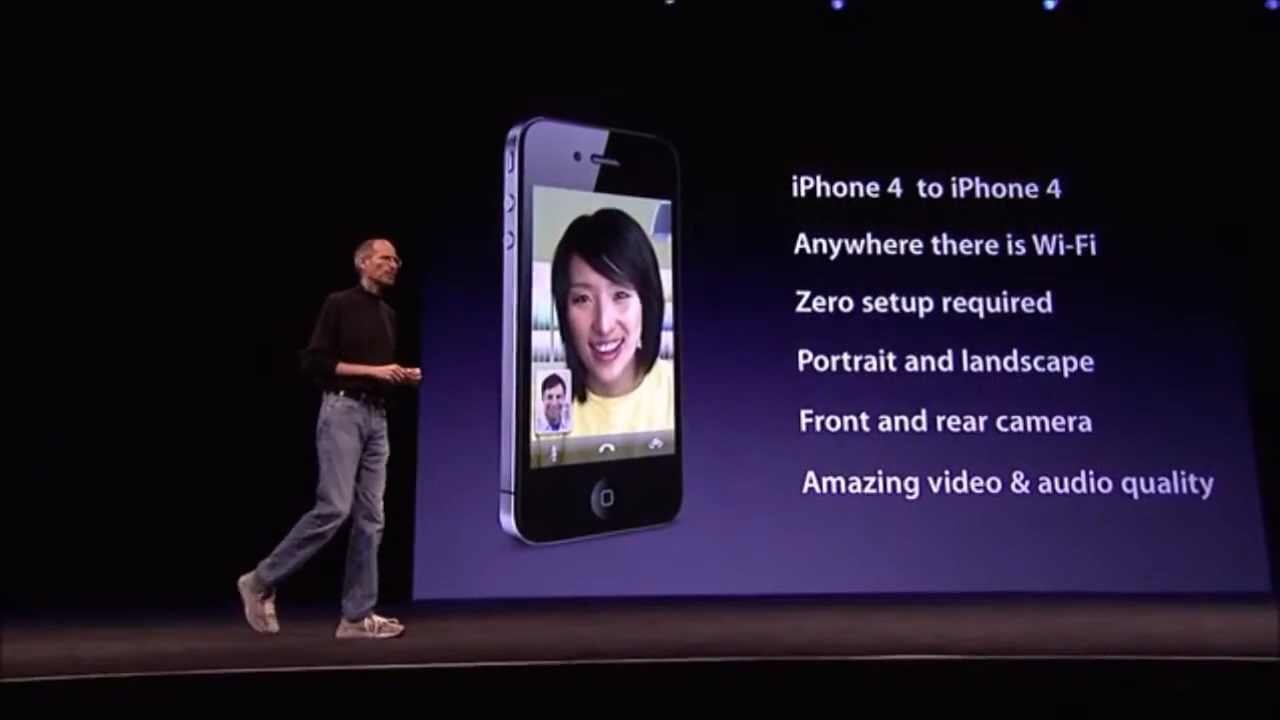 iPhone 4 to iPhone 4
Anywhere there is Wi-Fi
Zero setup required
Portrait and landscape
Front and rear camera
Amazing video & audio quality